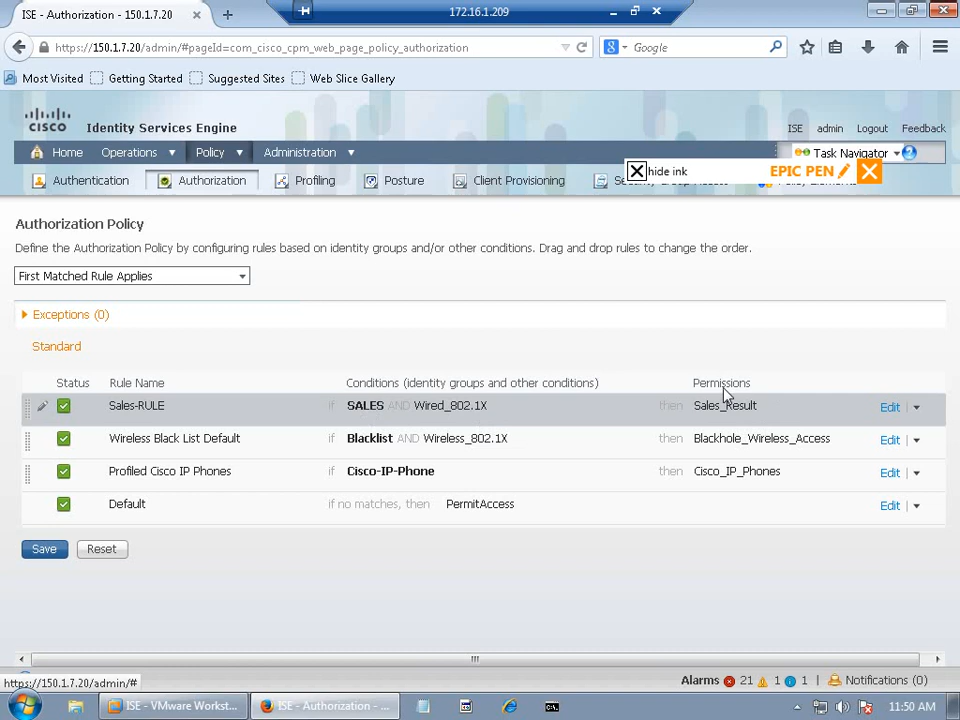 ISE - Authorization - 150.1.7.20
172.16.1.209
https://150.1.7.20/admin/#pageId=com_cisco_cpm_web_page_policy_authorization
Google
Most Visited
Getting Started
Suggested Sites
Web Slice Gallery
CISCO
Identity Services Engine
ISE
admin
Logout
Feedback
Home
Operations
Policy
Administration
Task Navigator
hide ink
EPIC PEN
Authentication
Authorization
Profiling
Posture
Client Provisioning
Authorization Policy
Define the Authorization Policy by configuring rules based on identity groups and/or other conditions. Drag and drop rules to change the order.
First Matched Rule Applies
Exceptions (0)
Standard
Status Rule Name Conditions (identity groups and other conditions) Permissions
Sales-RULE if SALES AND Wired_802.1X then Sales_Result Edit
Wireless Black List Default if Blacklist AND Wireless_802.1X then Blackhole_Wireless_Access Edit
Profiled Cisco IP Phones if Cisco-IP-Phone then Cisco_IP_Phones Edit
Default if no matches, then PermitAccess Edit
Save
Reset
https://150.1.7.20/admin/#
Alarms 21 1 1 Notifications (0)
ISE - VMware Workst...
ISE - Authorization - ...
11:50 AM